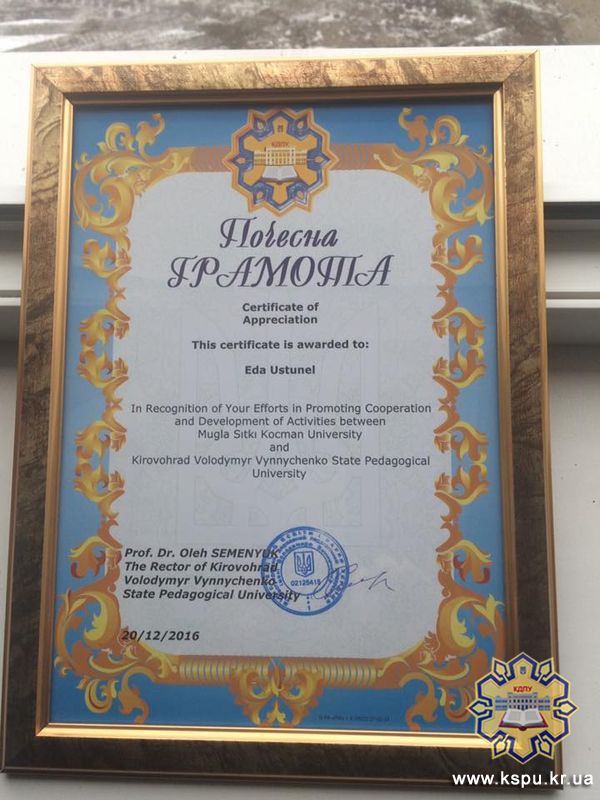 КДПУ
Почесна
ГРАМОТА
Certificate of
Appreciation
This certificate is awarded to:
Eda Ustunel
In Recognition of Your Efforts in Promoting Cooperation
and Development of Activities between
Mugla Sıtkı Kocman University
and
Kirovohrad Volodymyr Vynnychenko State Pedagogical
University
Prof. Dr. Oleh SEMENYUK
The Rector of Kirovohrad
Volodymyr Vynnychenko
State Pedagogical University
02125415
20/12/2016
КДПУ
www.kspu.kr.ua